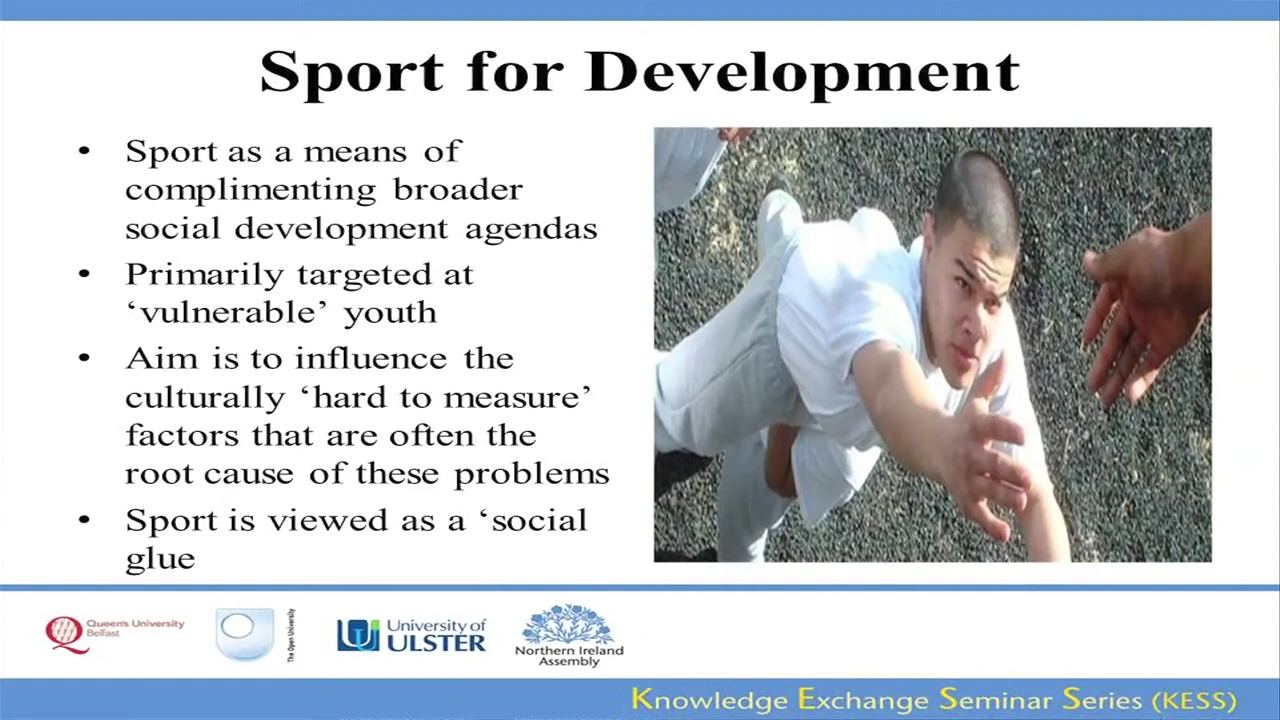 Sport for Development
• Sport as a means of
complimenting broader
social development agendas
• Primarily targeted at
‘vulnerable’ youth
• Aim is to influence the
culturally ‘hard to measure’
factors that are often the
root cause of these problems
• Sport is viewed as a ‘social
glue
Queen's University
Belfast
The Open University
University of
ULSTER
Northern Ireland
Assembly
Knowledge Exchange Seminar Series (KESS)